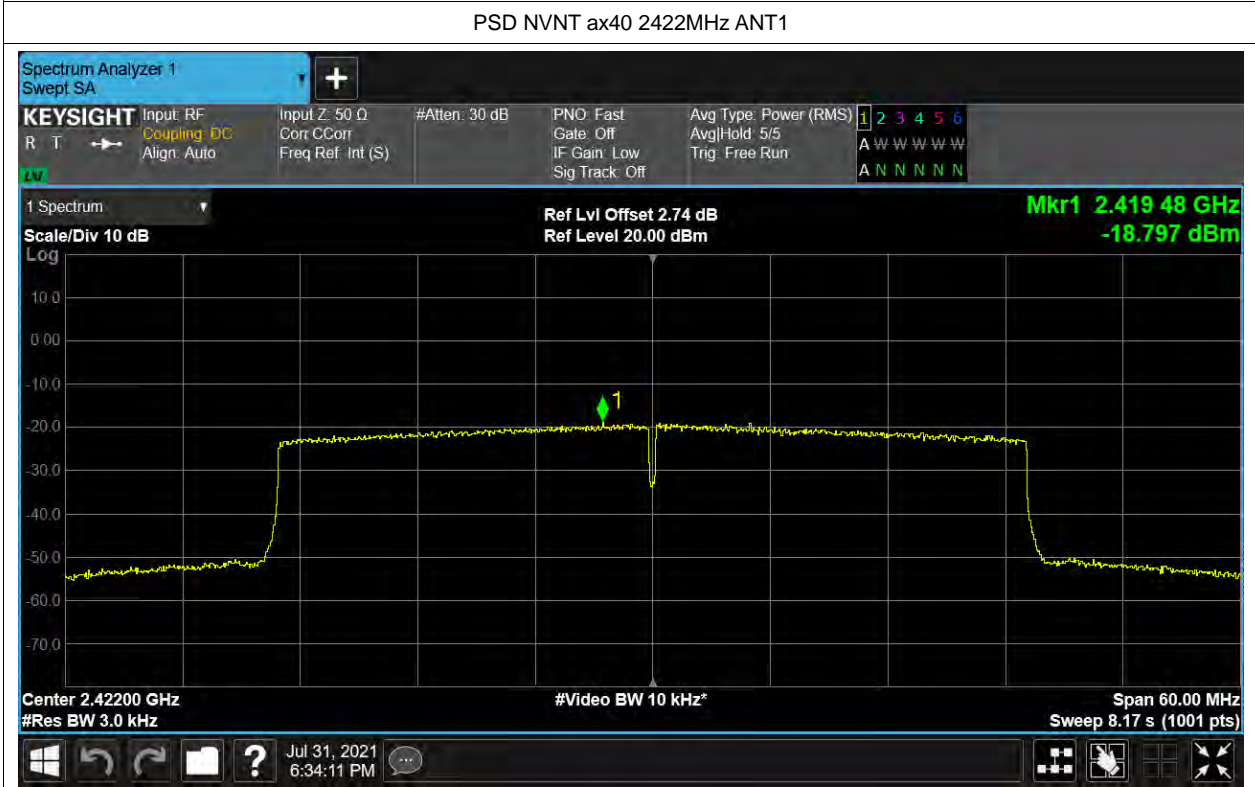 PSD NVNT ax40 2422MHz ANT1
Spectrum Analyzer 1
Swept SA
+
KEYSIGHT
R T
LXI
Input: RF
Coupling: DC
Align: Auto
Input Z: 50 Ω
Corr CCorr
Freq Ref: Int (S)
#Atten: 30 dB
PNO: Fast
Gate: Off
IF Gain: Low
Sig Track: Off
Avg Type: Power (RMS)
Avg|Hold: 5/5
Trig: Free Run
1 2 3 4 5 6
A W W W W W
A N N N N N
1 Spectrum
Scale/Div 10 dB
Ref Lvl Offset 2.74 dB
Ref Level 20.00 dBm
Mkr1 2.419 48 GHz
-18.797 dBm
Log
10.0
0.00
-10.0
1
-20.0
-30.0
-40.0
-50.0
-60.0
-70.0
Center 2.42200 GHz
#Video BW 10 kHz*
Span 60.00 MHz
#Res BW 3.0 kHz
Sweep 8.17 s (1001 pts)
?
Jul 31, 2021
6:34:11 PM